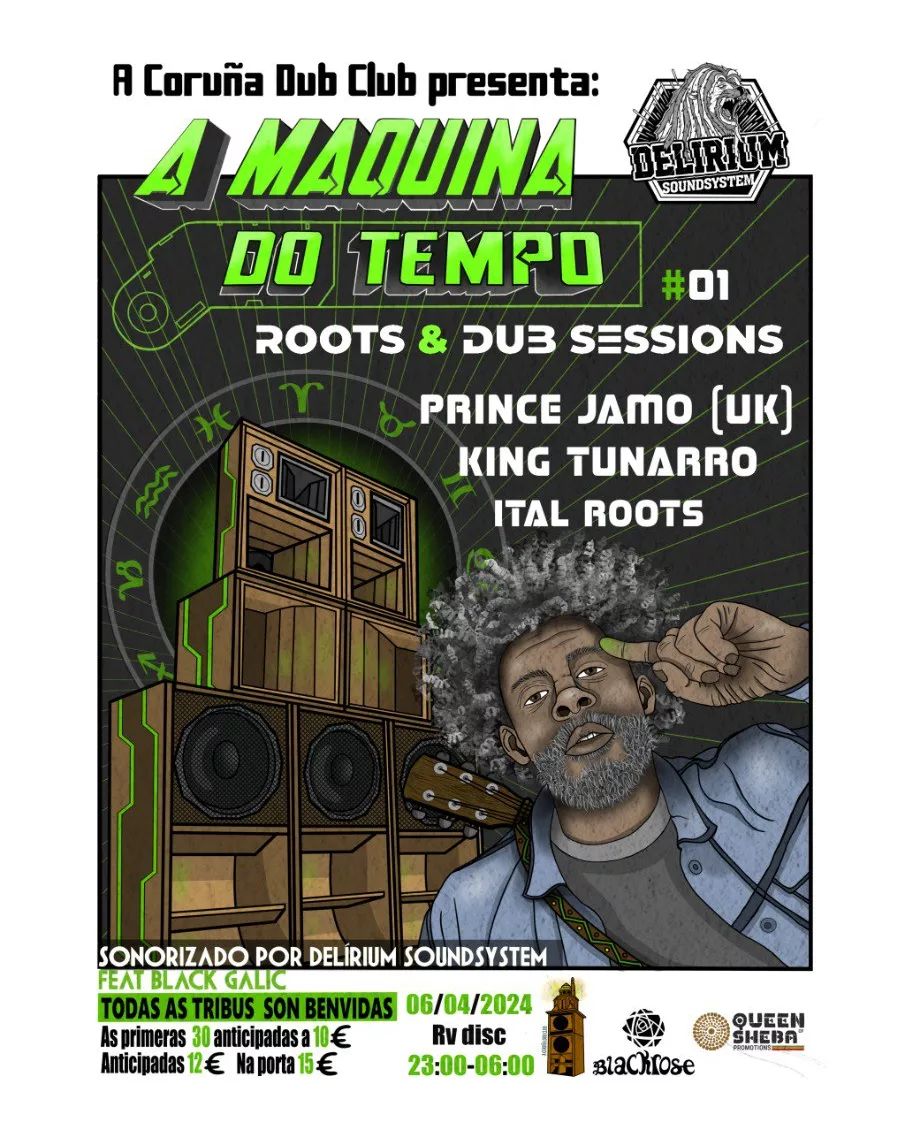 A Coruña Dub Club presenta:
DELIRIUM
SOUNDSYSTEM
A MAQUINA
DO TEMPO
#01
ROOTS & DUB SESSIONS
PRINCE JAMO (UK)
KING TUNARRO
ITAL ROOTS
SONORIZADO POR DELÍRIUM SOUNDSYSTEM
FEAT BLACK GALIC
TODAS AS TRIBUS SON BENVIDAS
As primeras 30 anticipadas a 10€
Anticipadas 12€ Na porta 15€
06/04/2024
Rv disc
23:00-06:00
Blackrose
QUEEN
OF
SHEBA
PROMOTIONS